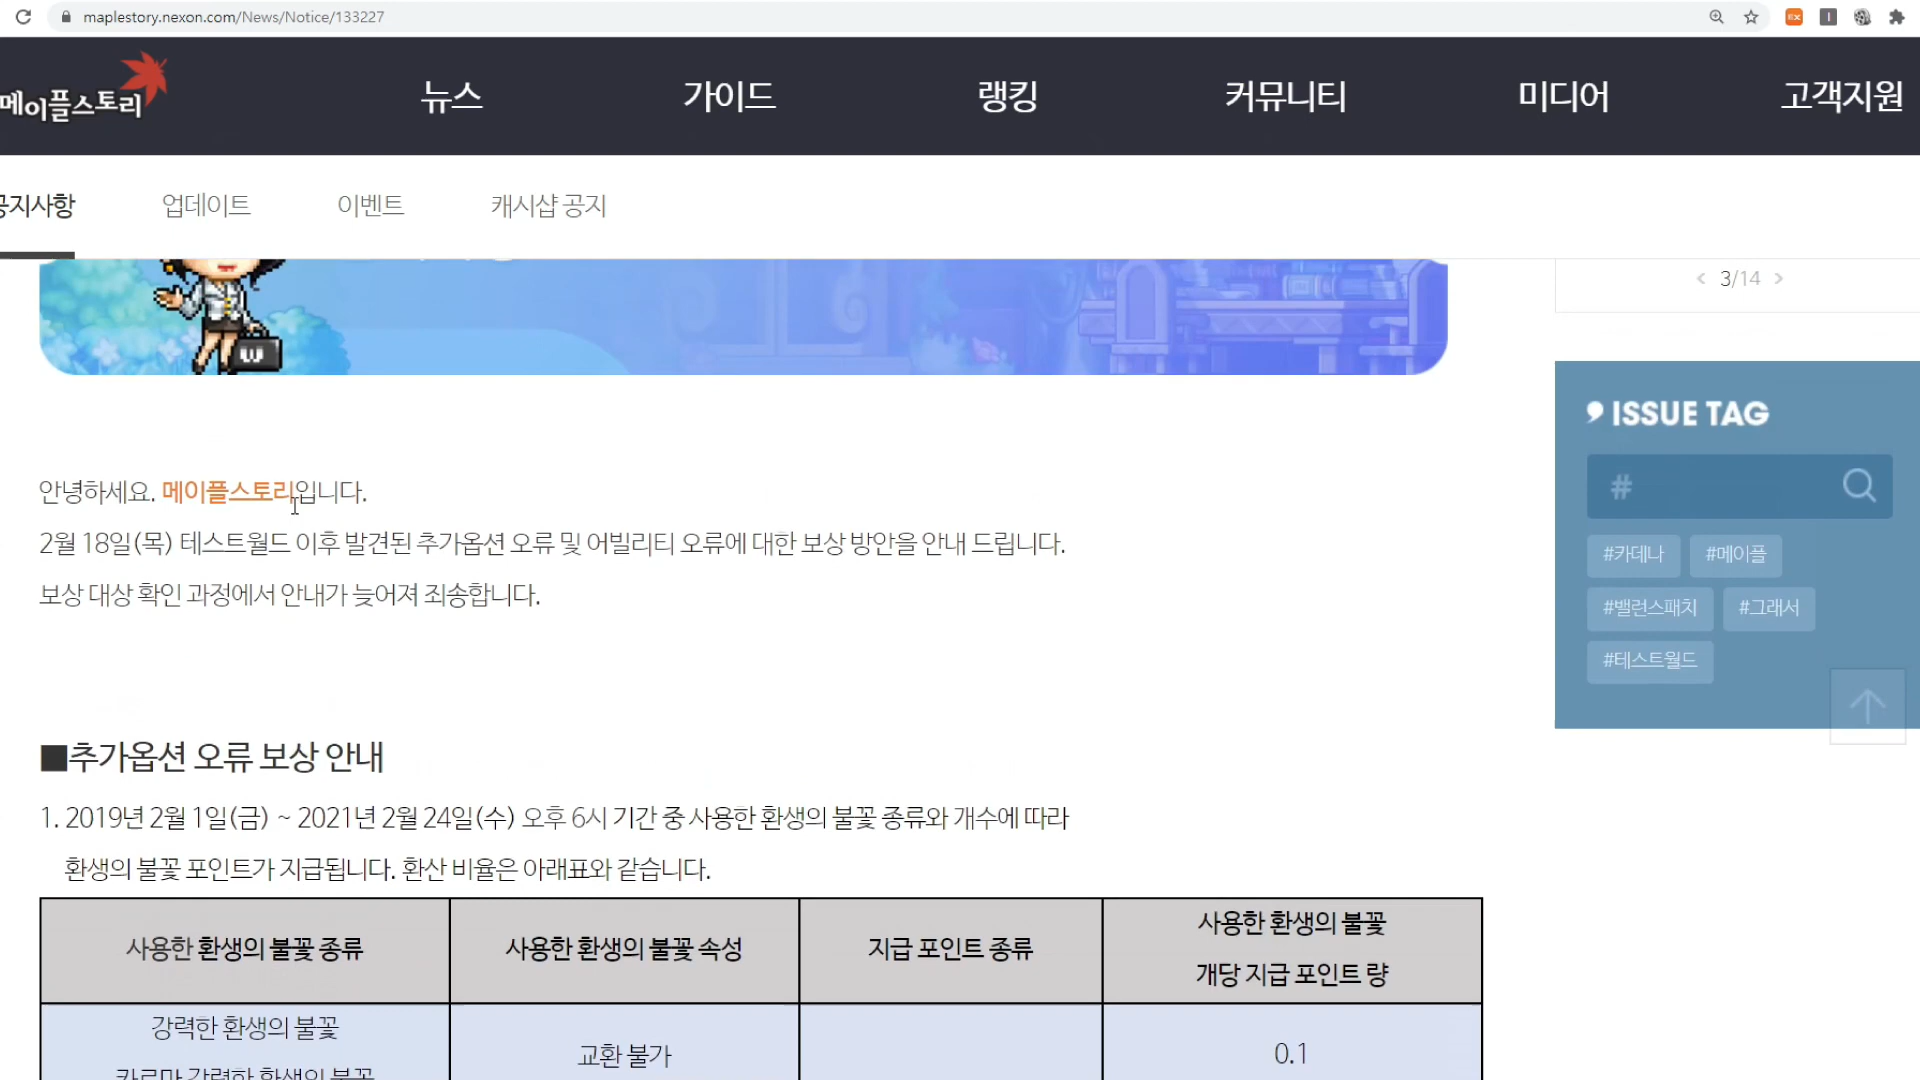 maplestory.nexon.com/News/Notice/133227
메이플스토리
뉴스
가이드
랭킹
커뮤니티
미디어
고객지원
공지사항
업데이트
이벤트
캐시샵 공지
W
3/14
안녕하세요. 메이플스토리입니다.
2월 18일(목) 테스트월드 이후 발견된 추가옵션 오류 및 어빌리티 오류에 대한 보상 방안을 안내 드립니다.
보상 대상 확인 과정에서 안내가 늦어져 죄송합니다.
ISSUE TAG
#
#카데나 #메이플
#밸런스패치 #그래서
#테스트월드
■추가옵션 오류 보상 안내
1. 2019년 2월 1일(금) ~ 2021년 2월 24일(수) 오후 6시 기간 중 사용한 환생의 불꽃 종류와 개수에 따라
환생의 불꽃 포인트가 지급됩니다. 환산 비율은 아래표와 같습니다.
사용한 환생의 불꽃 종류
사용한 환생의 불꽃 속성
지급 포인트 종류
사용한 환생의 불꽃
개당 지급 포인트 량
강력한 환생의 불꽃
카르마 강력한 환생의 불꽃
교환 불가
0.1